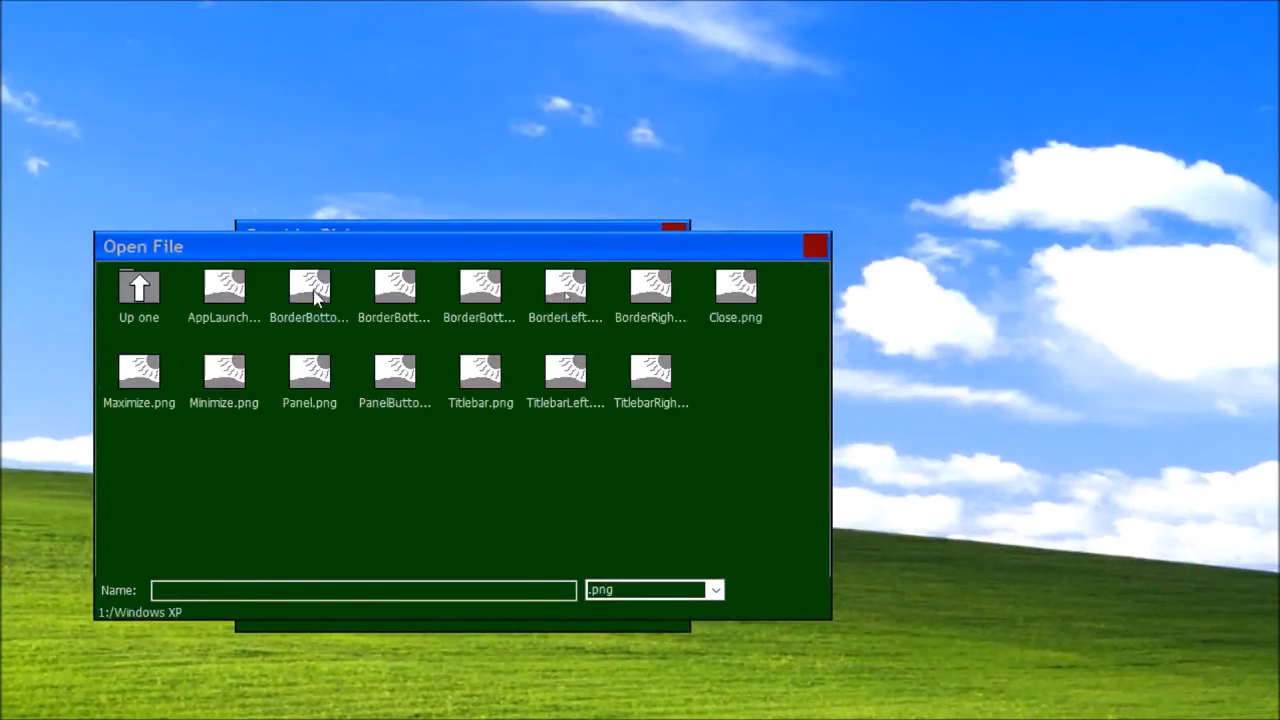 Open File
Up one AppLaunch... BorderBotto... BorderBott... BorderBott... BorderLeft.... BorderRigh... Close.png
Maximize.png Minimize.png Panel.png PanelButto... Titlebar.png TitlebarLeft.... TitlebarRigh...
Name: .png
1:/Windows XP